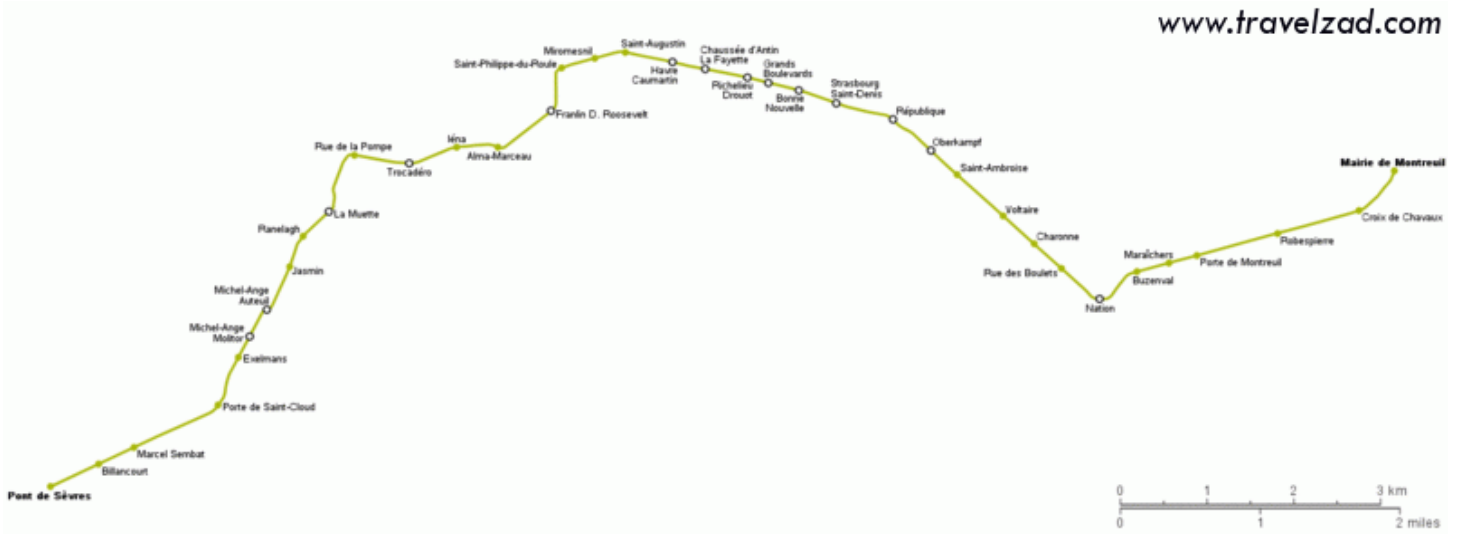 www.travelzad.com
Saint-Augustin
Miromesnil
Saint-Philippe-du-Roule
Havre
Caumartin
Chaussée d'Antin
La Fayette
Richelieu
Drouot
Grands
Boulevards
Bonne
Nouvelle
Strasbourg
Saint-Denis
République
Franlin D. Roosevelt
Oberkampf
Iéna
Alma-Marceau
Rue de la Pompe
Trocadéro
Saint-Ambroise
Mairie de Montreuil
La Muette
Voltaire
Croix de Chavaux
Ranelagh
Charonne
Robespierre
Jasmin
Rue des Boulets
Maraîchers
Porte de Montreuil
Buzenval
Michel-Ange
Auteuil
Nation
Michel-Ange
Molitor
Exelmans
Porte de Saint-Cloud
Marcel Sembat
Billancourt
Pont de Sèvres
0 1 2 3 km
0 1 2 miles